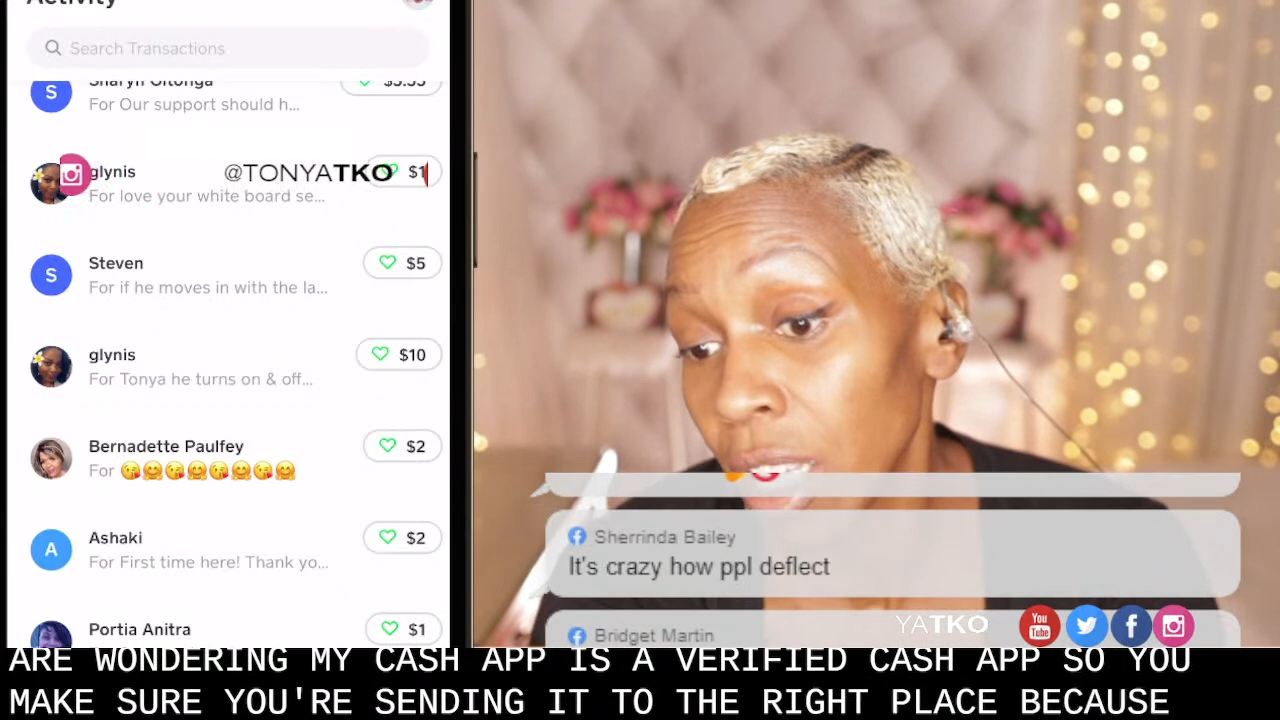 Activity
Search Transactions
Sharyn Oitonga
$5.55
For Our support should h...
glynis
@TONYATKO
$1
For love your white board se...
Steven
$5
For if he moves in with the la...
glynis
$10
For Tonya he turns on & off...
Bernadette Paulfey
$2
For 😘🤗😘🤗😘🤗😘🤗
Ashaki
$2
For First time here! Thank yo...
Portia Anitra
$1
Sherrinda Bailey
It's crazy how ppl deflect
Bridget Martin
YATKO
You
Tube
ARE WONDERING MY CASH APP IS A VERIFIED CASH APP SO YOU
MAKE SURE YOU'RE SENDING IT TO THE RIGHT PLACE BECAUSE